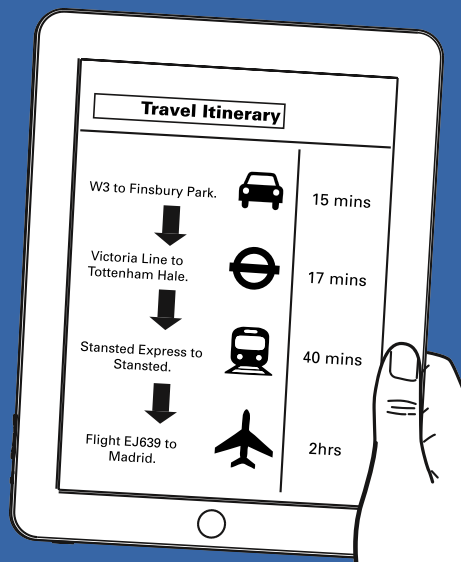 Travel Itinerary
W3 to Finsbury Park.
15 mins
Victoria Line to
Tottenham Hale.
17 mins
Stansted Express to
Stansted.
40 mins
Flight EJ639 to
Madrid.
2hrs